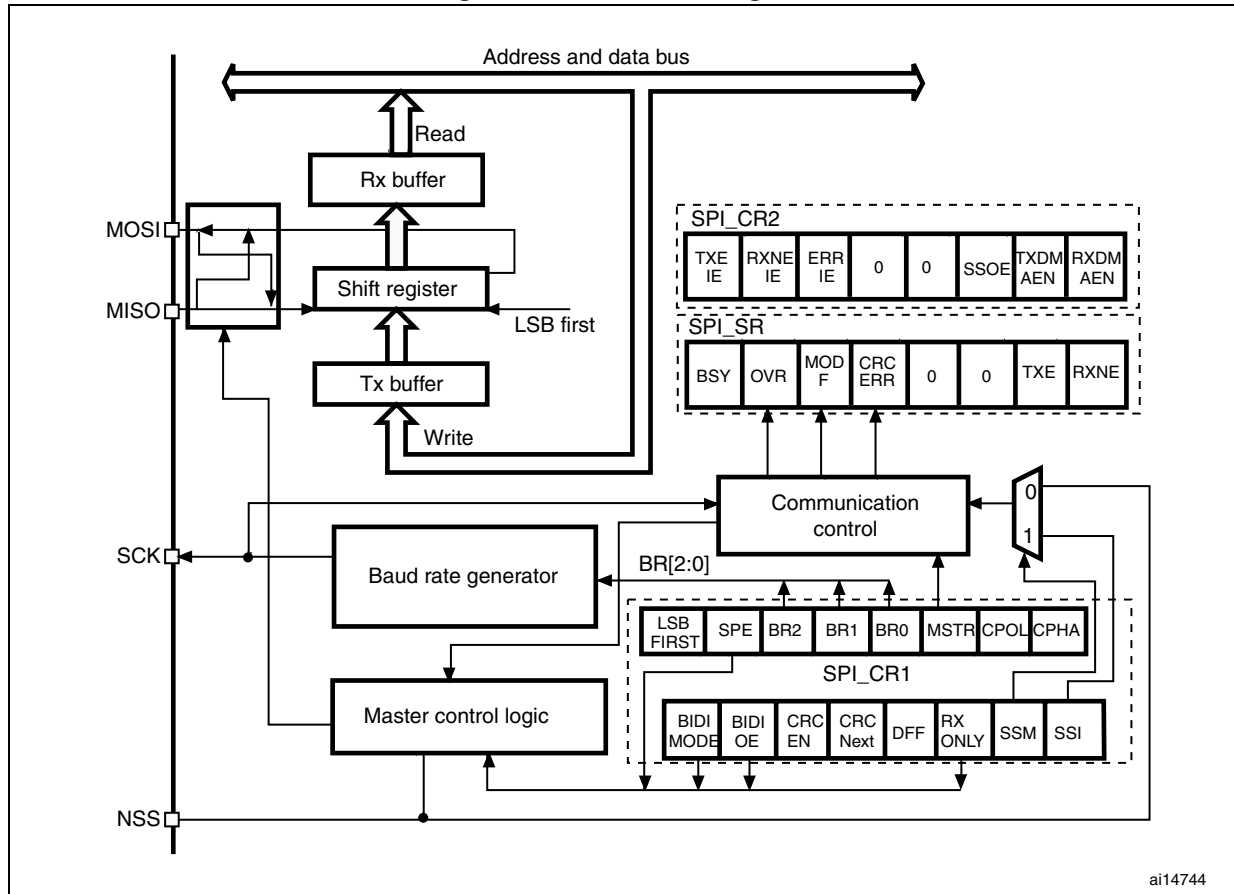 Address and data bus
Read
Rx buffer
MOSI
SPI_CR2
TXE
IE
RXNE
IE
ERR
IE
0
0
SSOE
TXDM
AEN
RXDM
AEN
Shift register
MISO
LSB first
SPI_SR
BSY
OVR
MOD
F
CRC
ERR
0
0
TXE
RXNE
Tx buffer
Write
Communication
control
0
1
SCK
Baud rate generator
BR[2:0]
LSB
FIRST
SPE
BR2
BR1
BR0
MSTR
CPOL
CPHA
SPI_CR1
Master control logic
BIDI
MODE
BIDI
OE
CRC
EN
CRC
Next
DFF
RX
ONLY
SSM
SSI
NSS
ai14744